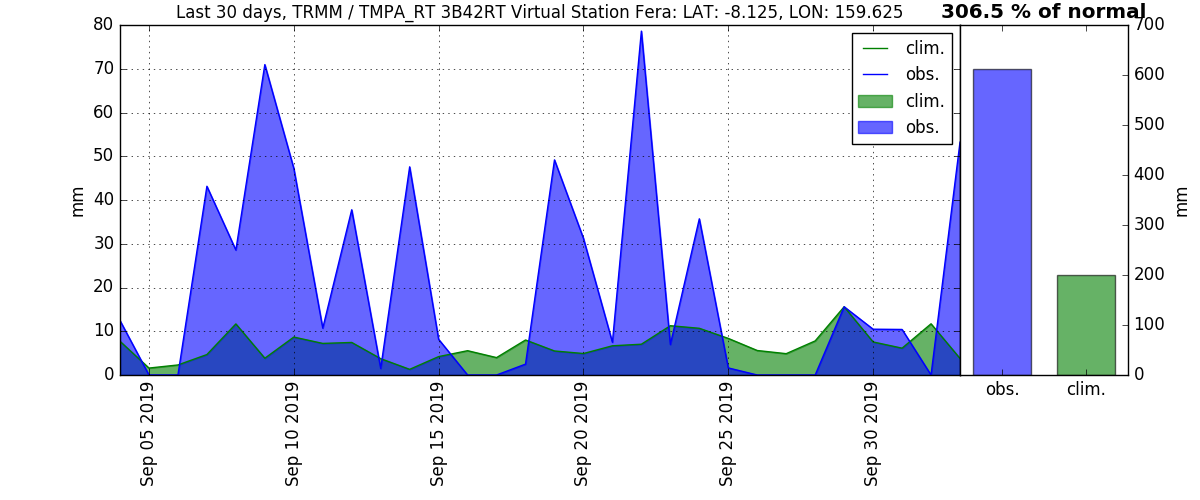 Last 30 days, TRMM / TMPA_RT 3B42RT Virtual Station Fera: LAT: -8.125, LON: 159.625
306.5 % of normal
80
70
60
50
40
30
20
10
0
mm
clim.
obs.
clim.
obs.
700
600
500
400
300
200
100
0
mm
obs.
clim.
Sep 05 2019
Sep 10 2019
Sep 15 2019
Sep 20 2019
Sep 25 2019
Sep 30 2019